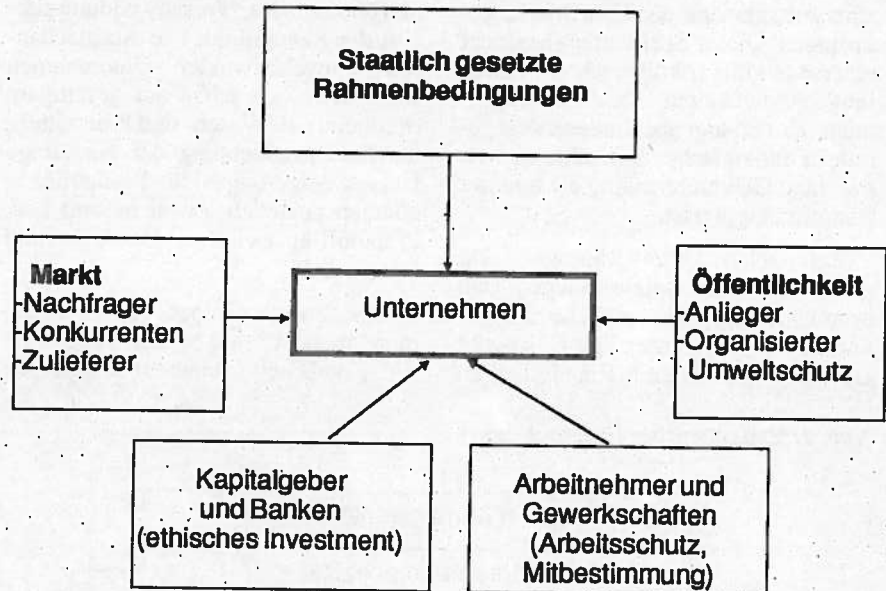 Staatlich gesetzte
Rahmenbedingungen
Markt
-Nachfrager
-Konkurrenten
-Zulieferer
Unternehmen
Öffentlichkeit
-Anlieger
-Organisierter
Umweltschutz
Kapitalgeber
und Banken
(ethisches Investment)
Arbeitnehmer und
Gewerkschaften
(Arbeitsschutz,
Mitbestimmung)